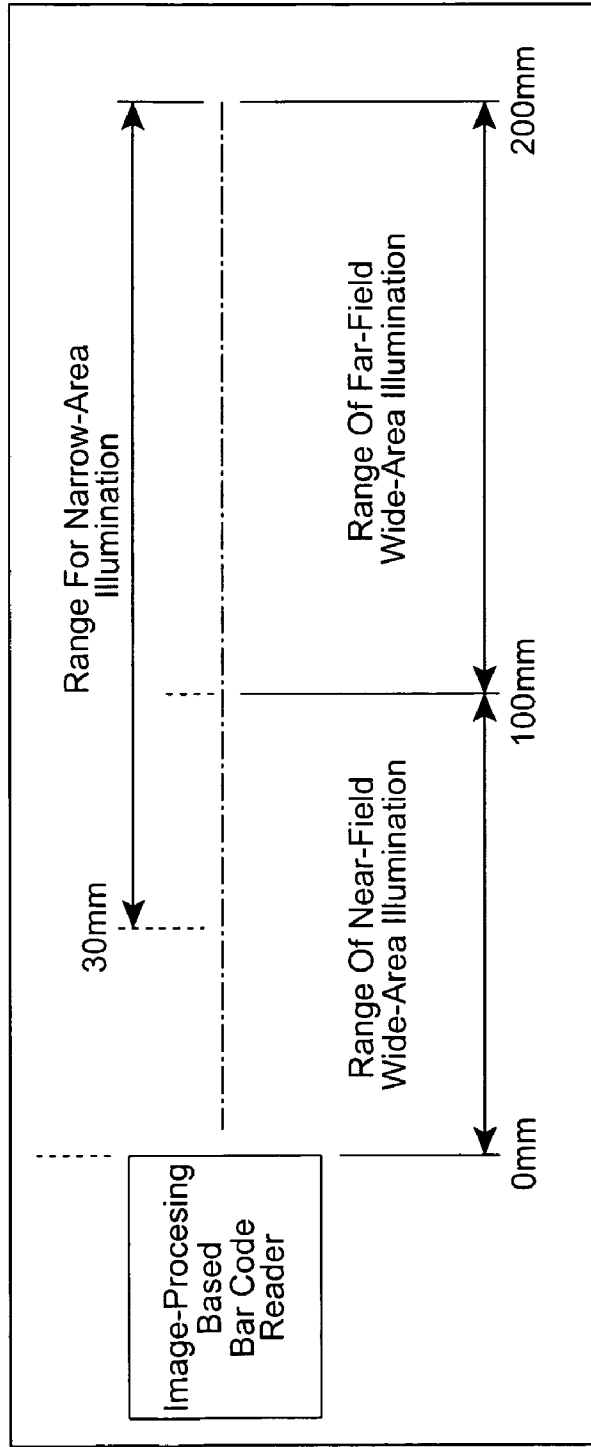 Image-Procesing
Based
Bar Code
Reader
30mm
Range For Narrow-Area
Illumination
Range Of Near-Field
Wide-Area Illumination
Range Of Far-Field
Wide-Area Illumination
0mm
100mm
200mm